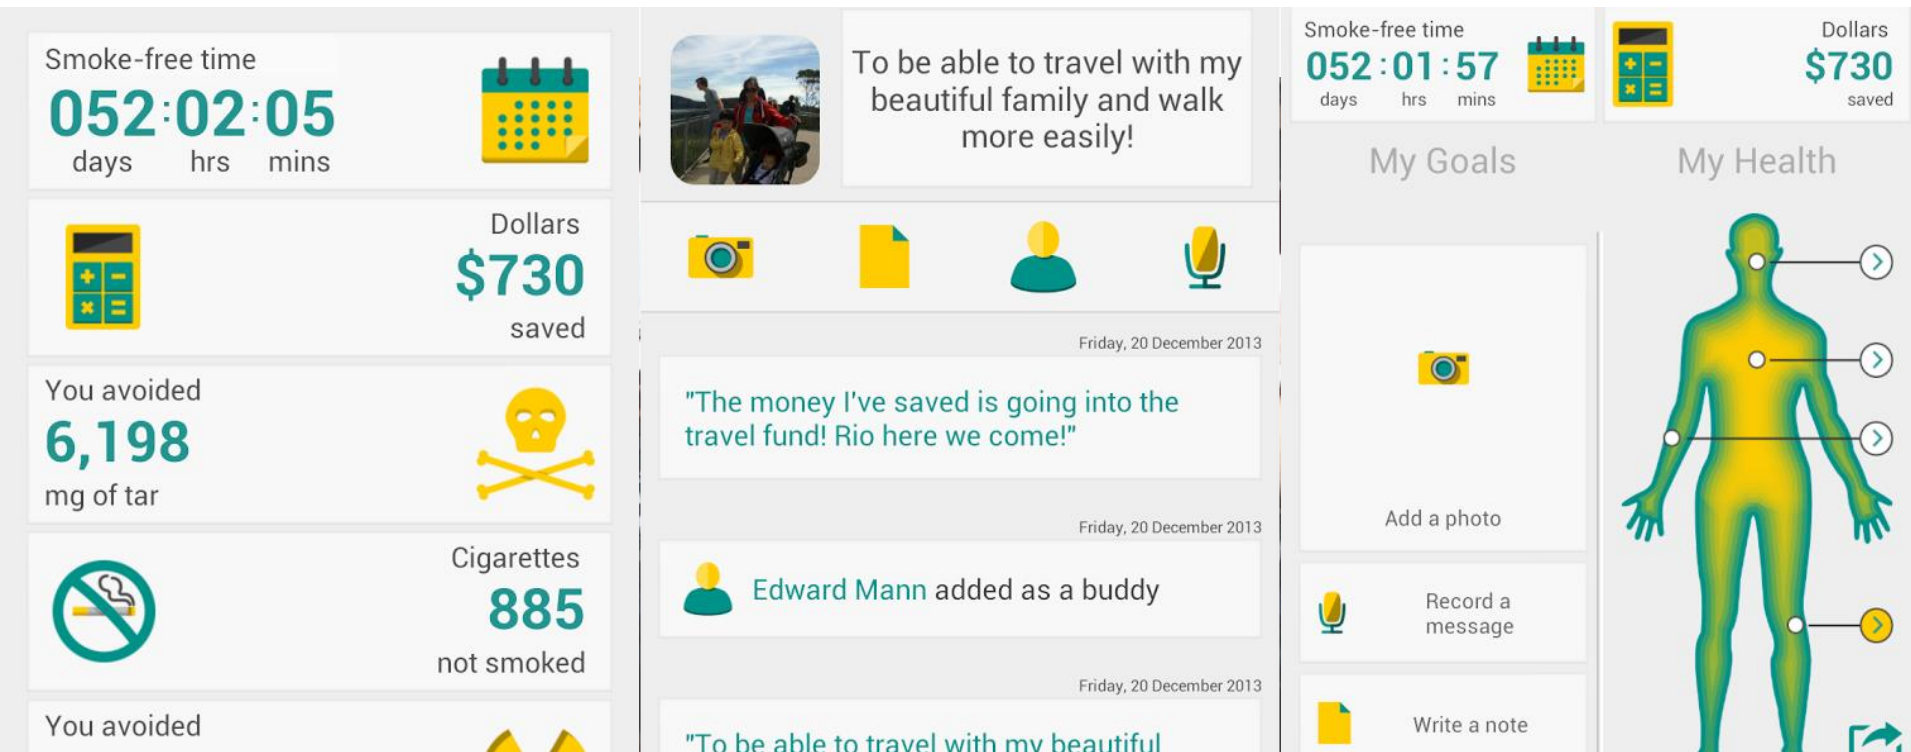 Smoke-free time
052:02:05
days hrs mins
Dollars
$730
saved
You avoided
6,198
mg of tar
Cigarettes
885
not smoked
You avoided
To be able to travel with my
beautiful family and walk
more easily!
Friday, 20 December 2013
"The money I've saved is going into the
travel fund! Rio here we come!"
Friday, 20 December 2013
Edward Mann added as a buddy
Friday, 20 December 2013
"To be able to travel with my beautiful
Smoke-free time
052:01:57
days hrs mins
Dollars
$730
saved
My Goals
My Health
Add a photo
Record a
message
Write a note